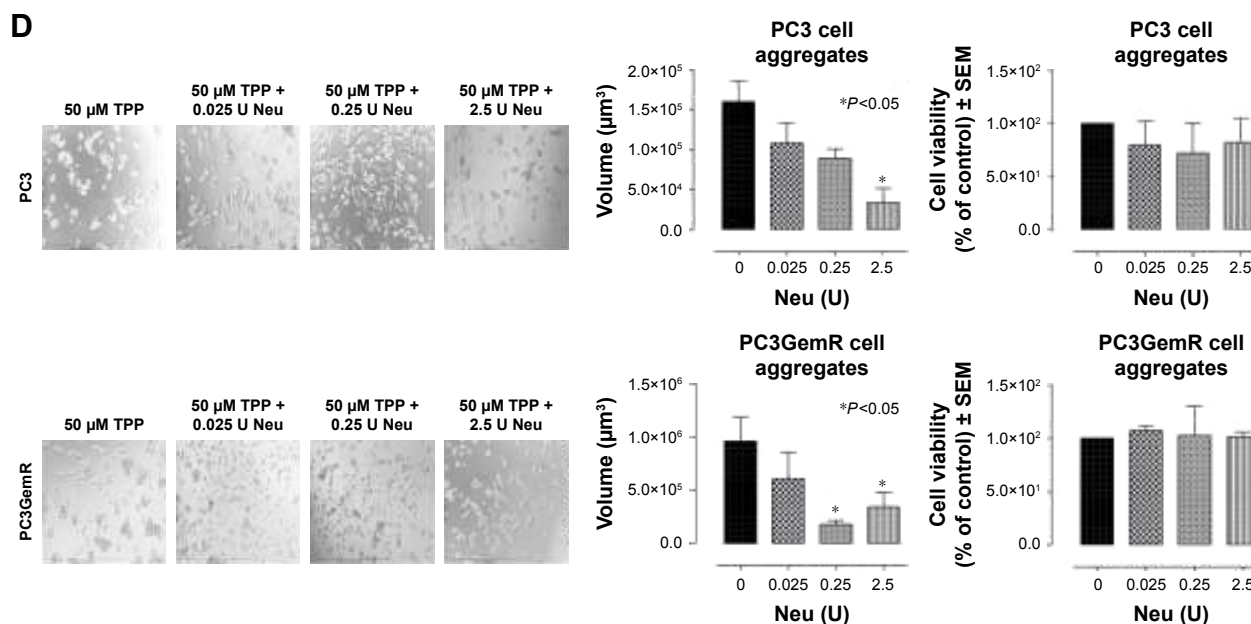 D
50 µM TPP
50 µM TPP +
0.025 U Neu
50 µM TPP +
0.25 U Neu
50 µM TPP +
2.5 U Neu
PC3
PC3 cell
aggregates
Volume (µm³)
2.0×10⁵
1.5×10⁵
1.0×10⁵
5.0×10⁴
0.0
*P<0.05
*
0 0.025 0.25 2.5
Neu (U)
PC3 cell
aggregates
Cell viability
(% of control) ± SEM
1.5×10²
1.0×10²
5.0×10¹
0.0
0 0.025 0.25 2.5
Neu (U)
50 µM TPP
50 µM TPP +
0.025 U Neu
50 µM TPP +
0.25 U Neu
50 µM TPP +
2.5 U Neu
PC3GemR
PC3GemR cell
aggregates
Volume (µm³)
1.5×10⁶
1.0×10⁶
5.0×10⁵
0.0
*P<0.05
*
*
0 0.025 0.25 2.5
Neu (U)
PC3GemR cell
aggregates
Cell viability
(% of control) ± SEM
1.5×10²
1.0×10²
5.0×10¹
0.0
0 0.025 0.25 2.5
Neu (U)